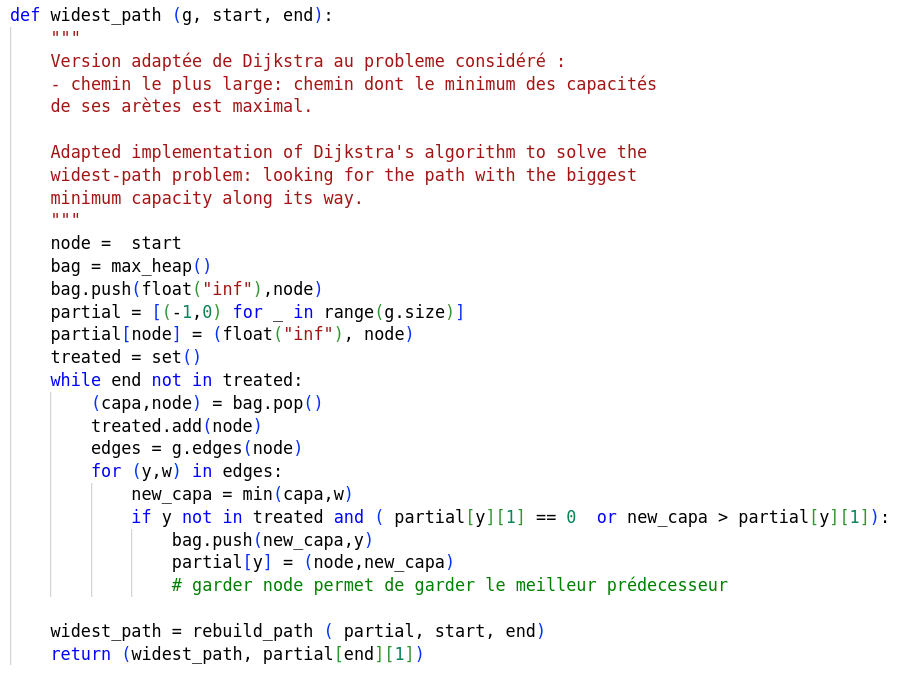 def widest_path (g, start, end):
    """
    Version adaptée de Dijkstra au probleme considéré :
    - chemin le plus large: chemin dont le minimum des capacités
    de ses arètes est maximal.

    Adapted implementation of Dijkstra's algorithm to solve the
    widest-path problem: looking for the path with the biggest
    minimum capacity along its way.
    """
    node =  start
    bag = max_heap()
    bag.push(float("inf"),node)
    partial = [(-1,0) for _ in range(g.size)]
    partial[node] = (float("inf"), node)
    treated = set()
    while end not in treated:
        (capa,node) = bag.pop()
        treated.add(node)
        edges = g.edges(node)
        for (y,w) in edges:
            new_capa = min(capa,w)
            if y not in treated and ( partial[y][1] == 0  or new_capa > partial[y][1]):
                bag.push(new_capa,y)
                partial[y] = (node,new_capa)
                # garder node permet de garder le meilleur prédecesseur

    widest_path = rebuild_path ( partial, start, end)
    return (widest_path, partial[end][1])